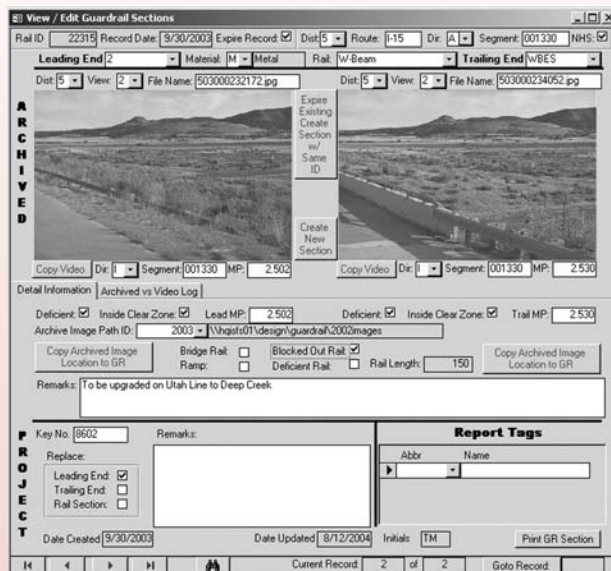 View / Edit Guardrail Sections
Rail ID 22315 Record Date: 9/30/2003 Expire Record: Dist: 5 Route: I-15 Dir: A Segment: 001330 NHS:
Leading End 2 Material: M Metal Rail: W-Beam Trailing End WBES
Dist: 5 View: 2 File Name: 503000232172.jpg Dist: 5 View: 2 File Name: 503000234052.jpg
ARCHIVED
Expire
Existing
Create
Section
w/
Same
ID
Create
New
Section
Copy Video Dir: I Segment: 001330 MP: 2.502 Copy Video Dir: I Segment: 001330 MP: 2.530
Detail Information Archived vs Video Log
Deficient: Inside Clear Zone: Lead MP: 2.502 Deficient: Inside Clear Zone: Trail MP: 2.530
Archive Image Path ID: 2003 \\hqisfs01\design\guardrail\2002images
Copy Archived Image
Location to GR
Bridge Rail: Blocked Out Rail:
Ramp: Deficient Rail: Rail Length: 150
Copy Archived Image
Location to GR
Remarks: To be upgraded on Utah Line to Deep Creek
PROJECT
Key No. 8602 Remarks: Report Tags
Replace: Abbr Name
Leading End:
Trailing End:
Rail Section:
Date Created 9/30/2003 Date Updated 8/12/2004 Initials TM Print GR Section
Current Record: 2 of 2 Goto Record: